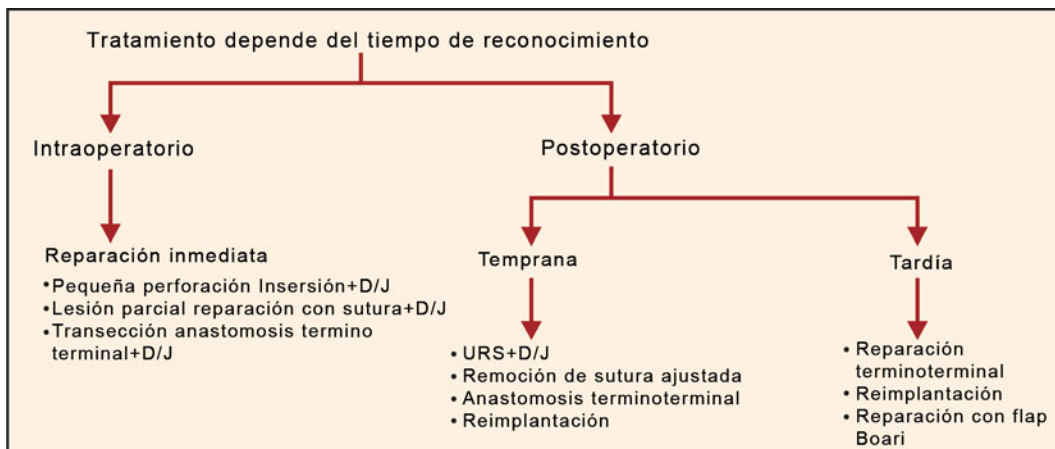 Tratamiento depende del tiempo de reconocimiento
Intraoperatorio
Postoperatorio
Reparación inmediata
•Pequeña perforación Insersión+D/J
•Lesión parcial reparación con sutura+D/J
•Transección anastomosis termino
terminal+D/J
Temprana
•URS+D/J
•Remoción de sutura ajustada
•Anastomosis terminoterminal
•Reimplantación
Tardía
•Reparación
terminoterminal
•Reimplantación
•Reparación con flap
Boari